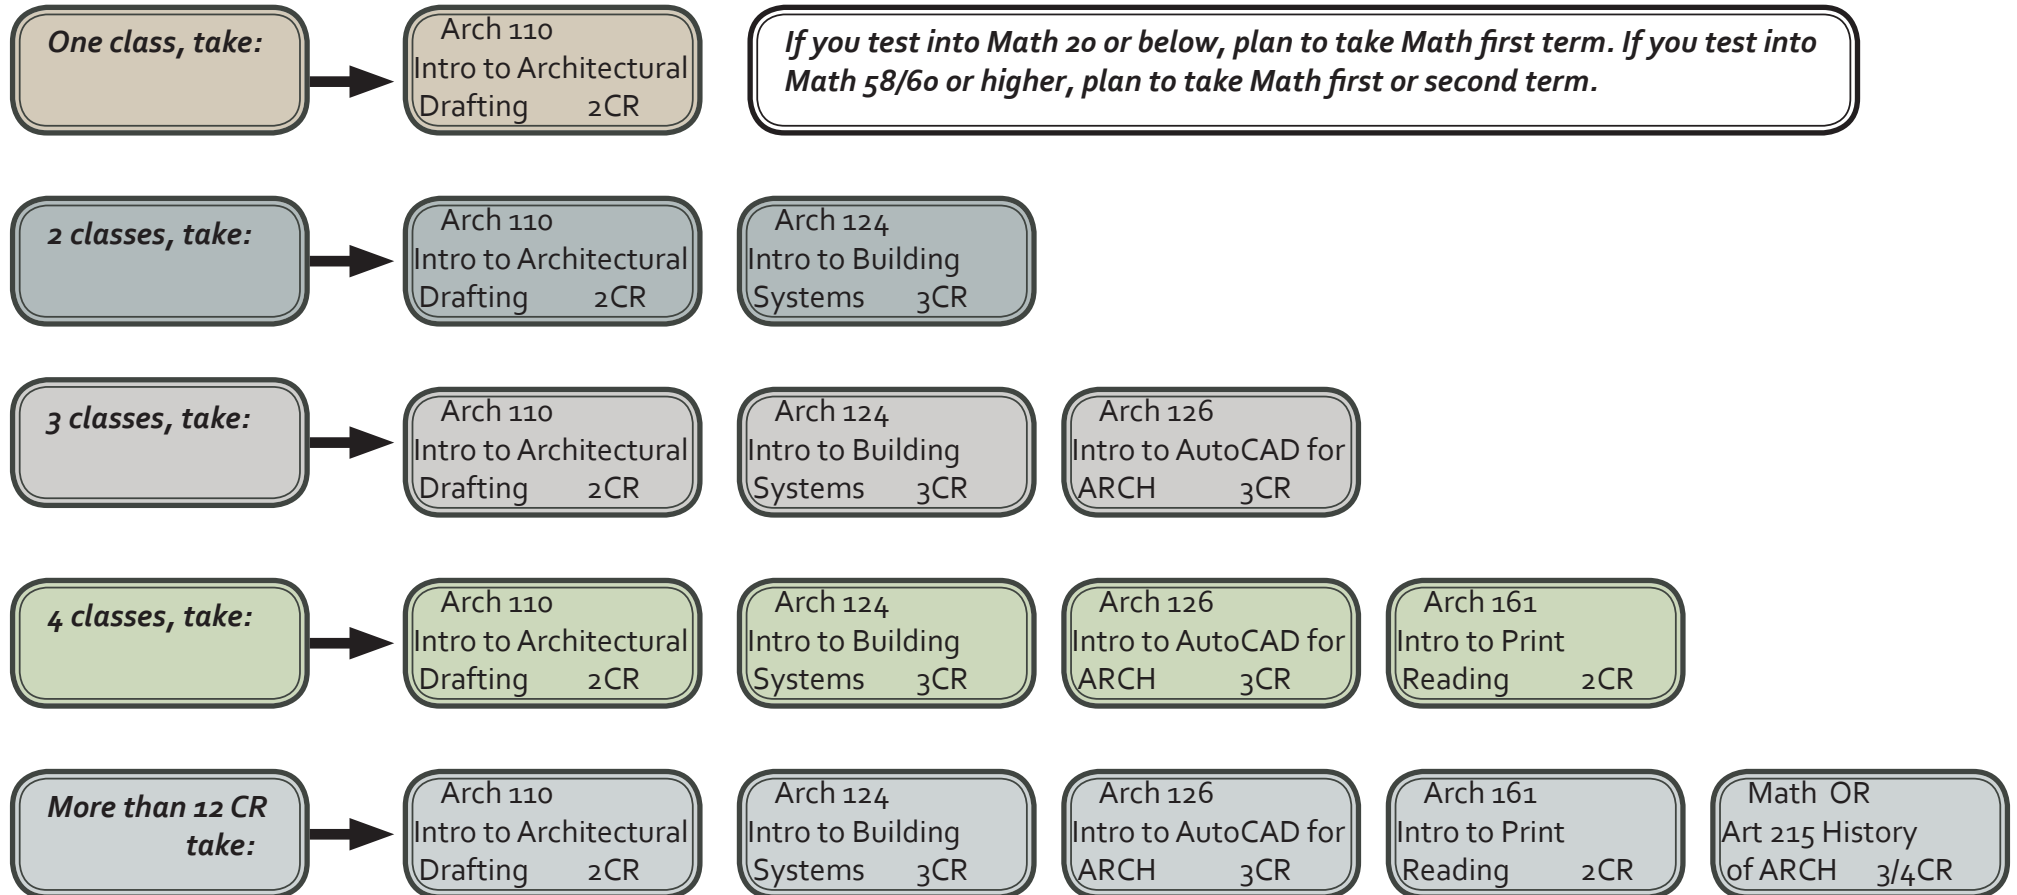 One class, take:
Arch 110
Intro to Architectural
Drafting 2CR
If you test into Math 20 or below, plan to take Math first term. If you test into
Math 58/60 or higher, plan to take Math first or second term.
2 classes, take:
Arch 110
Intro to Architectural
Drafting 2CR
Arch 124
Intro to Building
Systems 3CR
3 classes, take:
Arch 110
Intro to Architectural
Drafting 2CR
Arch 124
Intro to Building
Systems 3CR
Arch 126
Intro to AutoCAD for
ARCH 3CR
4 classes, take:
Arch 110
Intro to Architectural
Drafting 2CR
Arch 124
Intro to Building
Systems 3CR
Arch 126
Intro to AutoCAD for
ARCH 3CR
Arch 161
Intro to Print
Reading 2CR
More than 12 CR
take:
Arch 110
Intro to Architectural
Drafting 2CR
Arch 124
Intro to Building
Systems 3CR
Arch 126
Intro to AutoCAD for
ARCH 3CR
Arch 161
Intro to Print
Reading 2CR
Math OR
Art 215 History
of ARCH 3/4CR